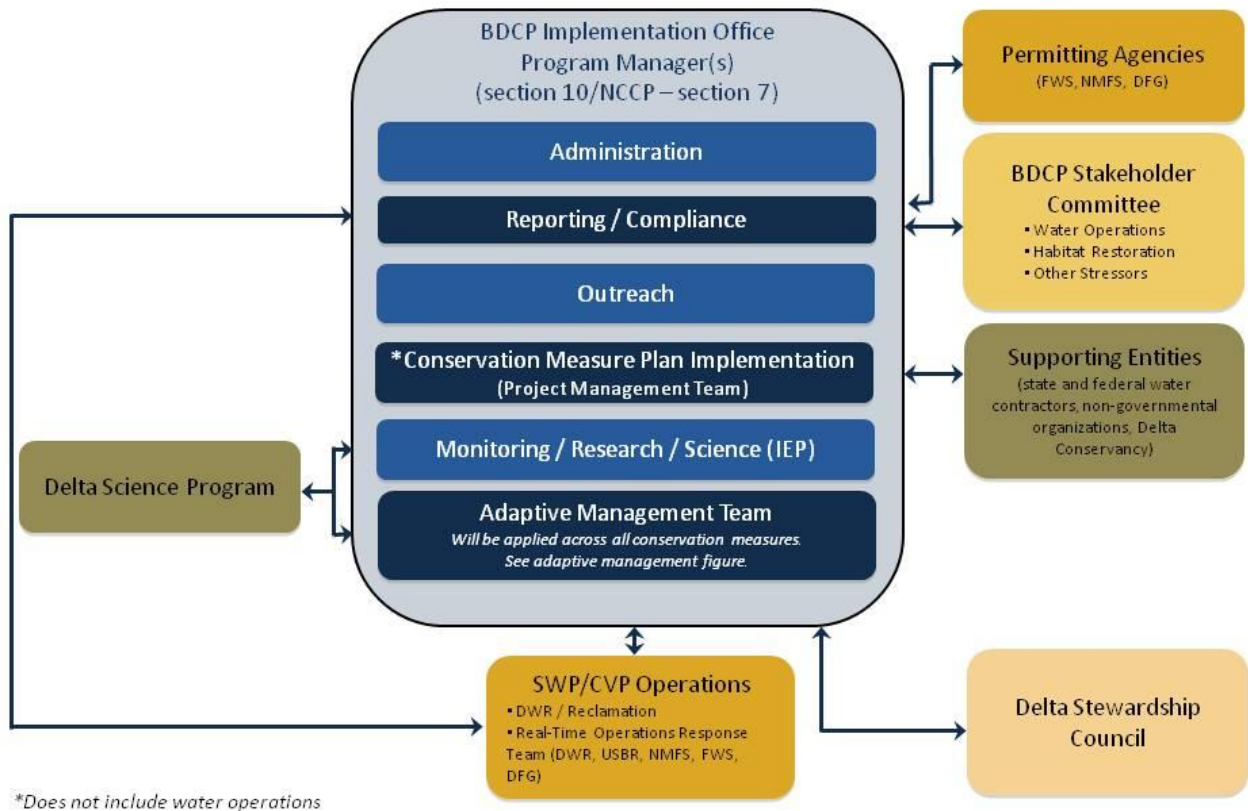 BDCP Implementation Office
Program Manager(s)
(section 10/NCCP – section 7)
Administration
Reporting / Compliance
Outreach
*Conservation Measure Plan Implementation
(Project Management Team)
Monitoring / Research / Science (IEP)
Adaptive Management Team
Will be applied across all conservation measures.
See adaptive management figure.
Permitting Agencies
(FWS, NMFS, DFG)
BDCP Stakeholder
Committee
▪ Water Operations
▪ Habitat Restoration
▪ Other Stressors
Supporting Entities
(state and federal water
contractors, non-governmental
organizations, Delta
Conservancy)
Delta Science Program
SWP/CVP Operations
▪ DWR / Reclamation
▪ Real-Time Operations Response
Team (DWR, USBR, NMFS, FWS,
DFG)
Delta Stewardship
Council
*Does not include water operations